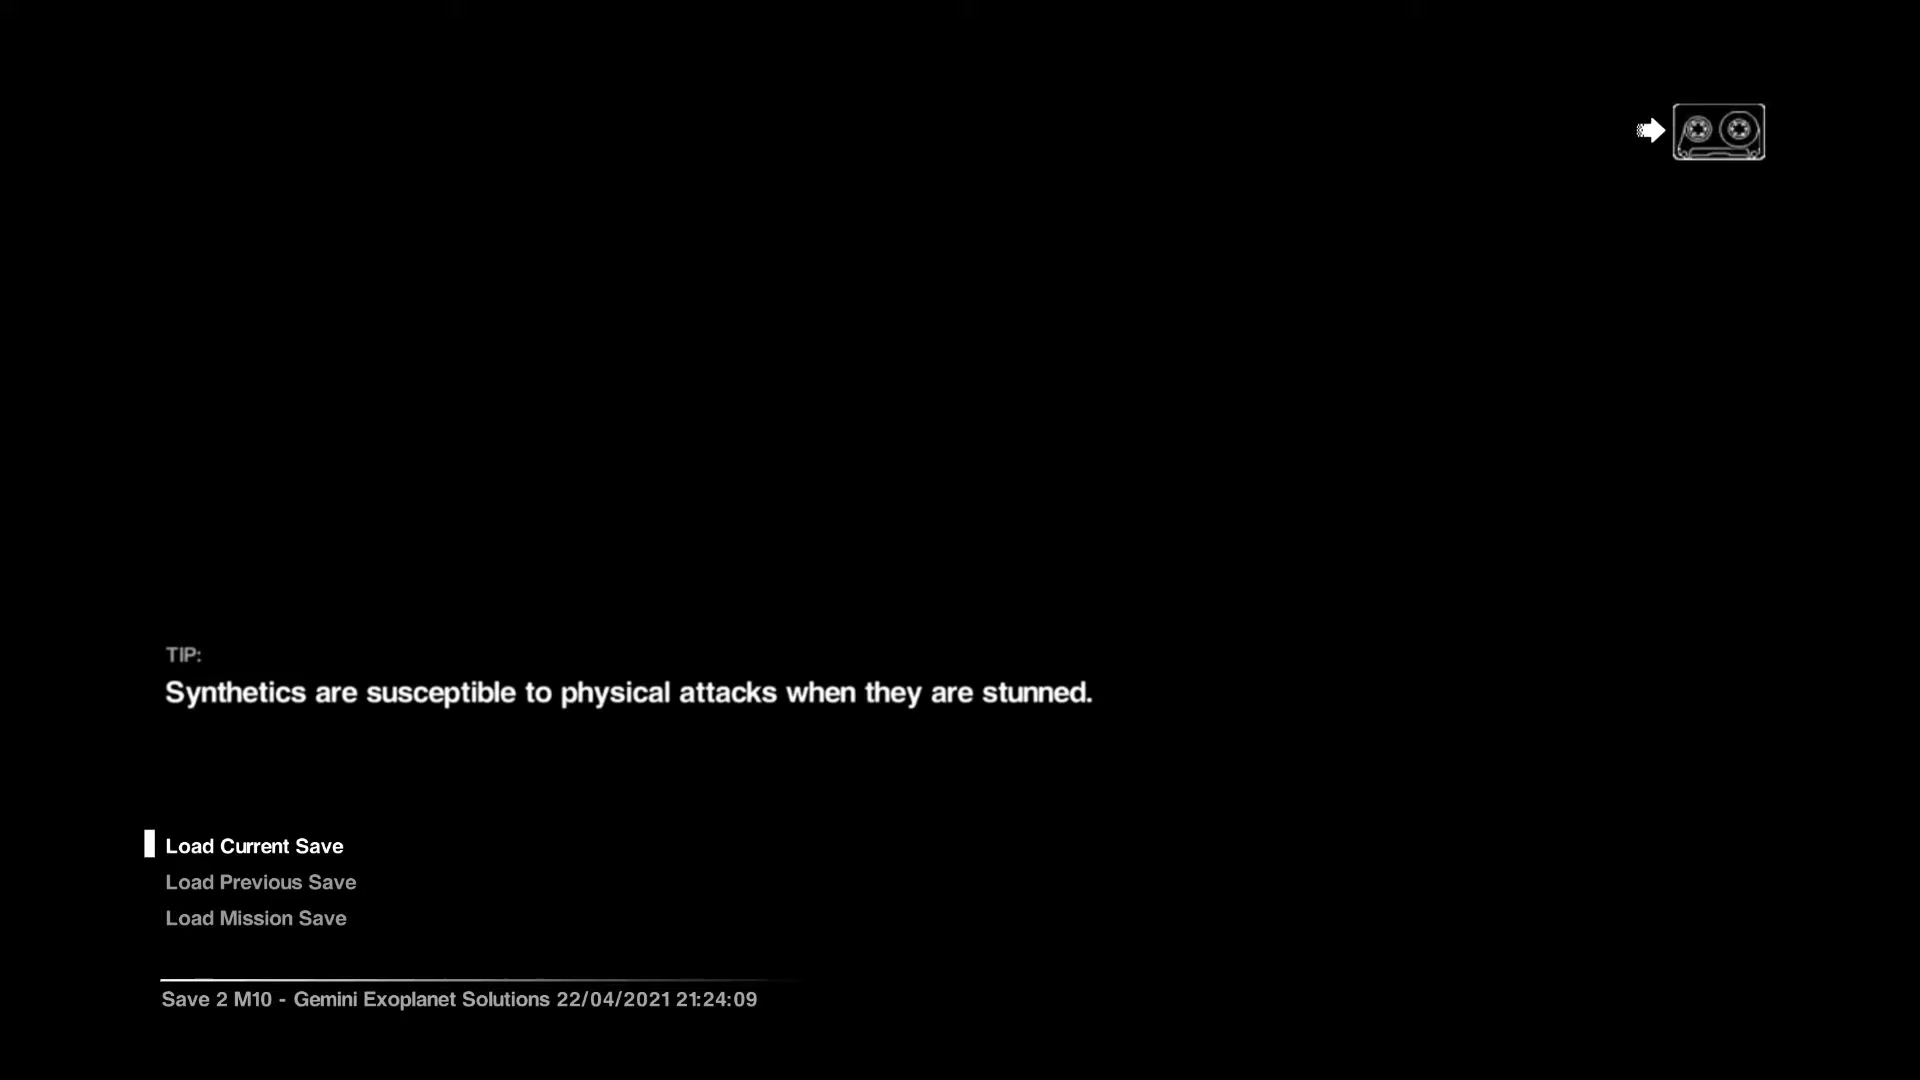 TIP:
Synthetics are susceptible to physical attacks when they are stunned.
Load Current Save
Load Previous Save
Load Mission Save
Save 2 M10 - Gemini Exoplanet Solutions 22/04/2021 21:24:09